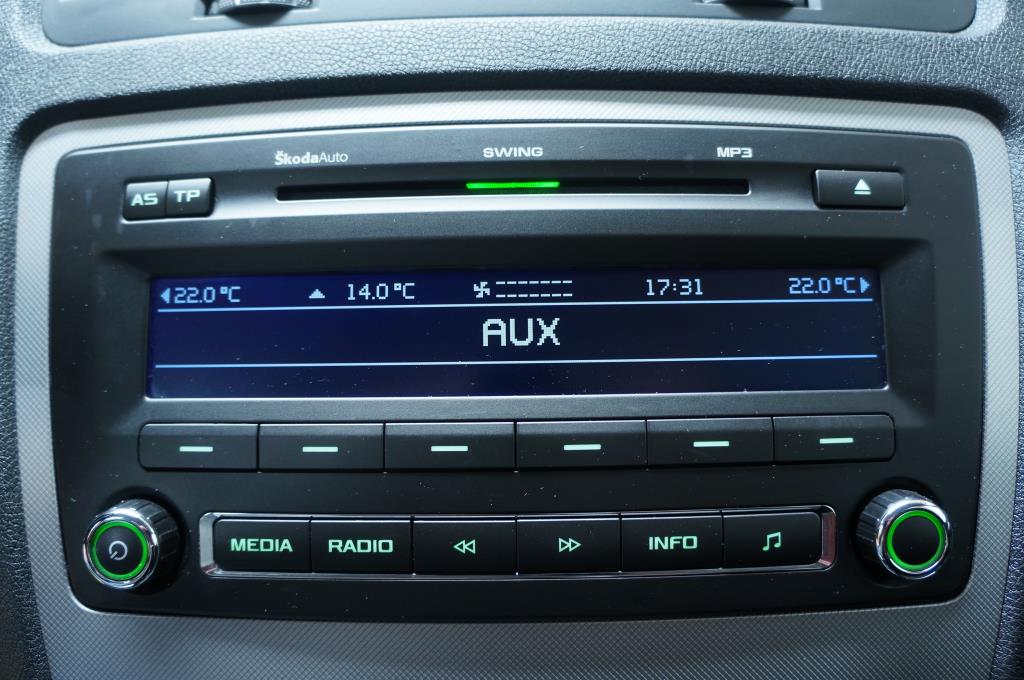 ŠkodaAuto SWING MP3
AS TP
22.0°C 14.0°C 17:31 22.0°C
AUX
MEDIA RADIO INFO